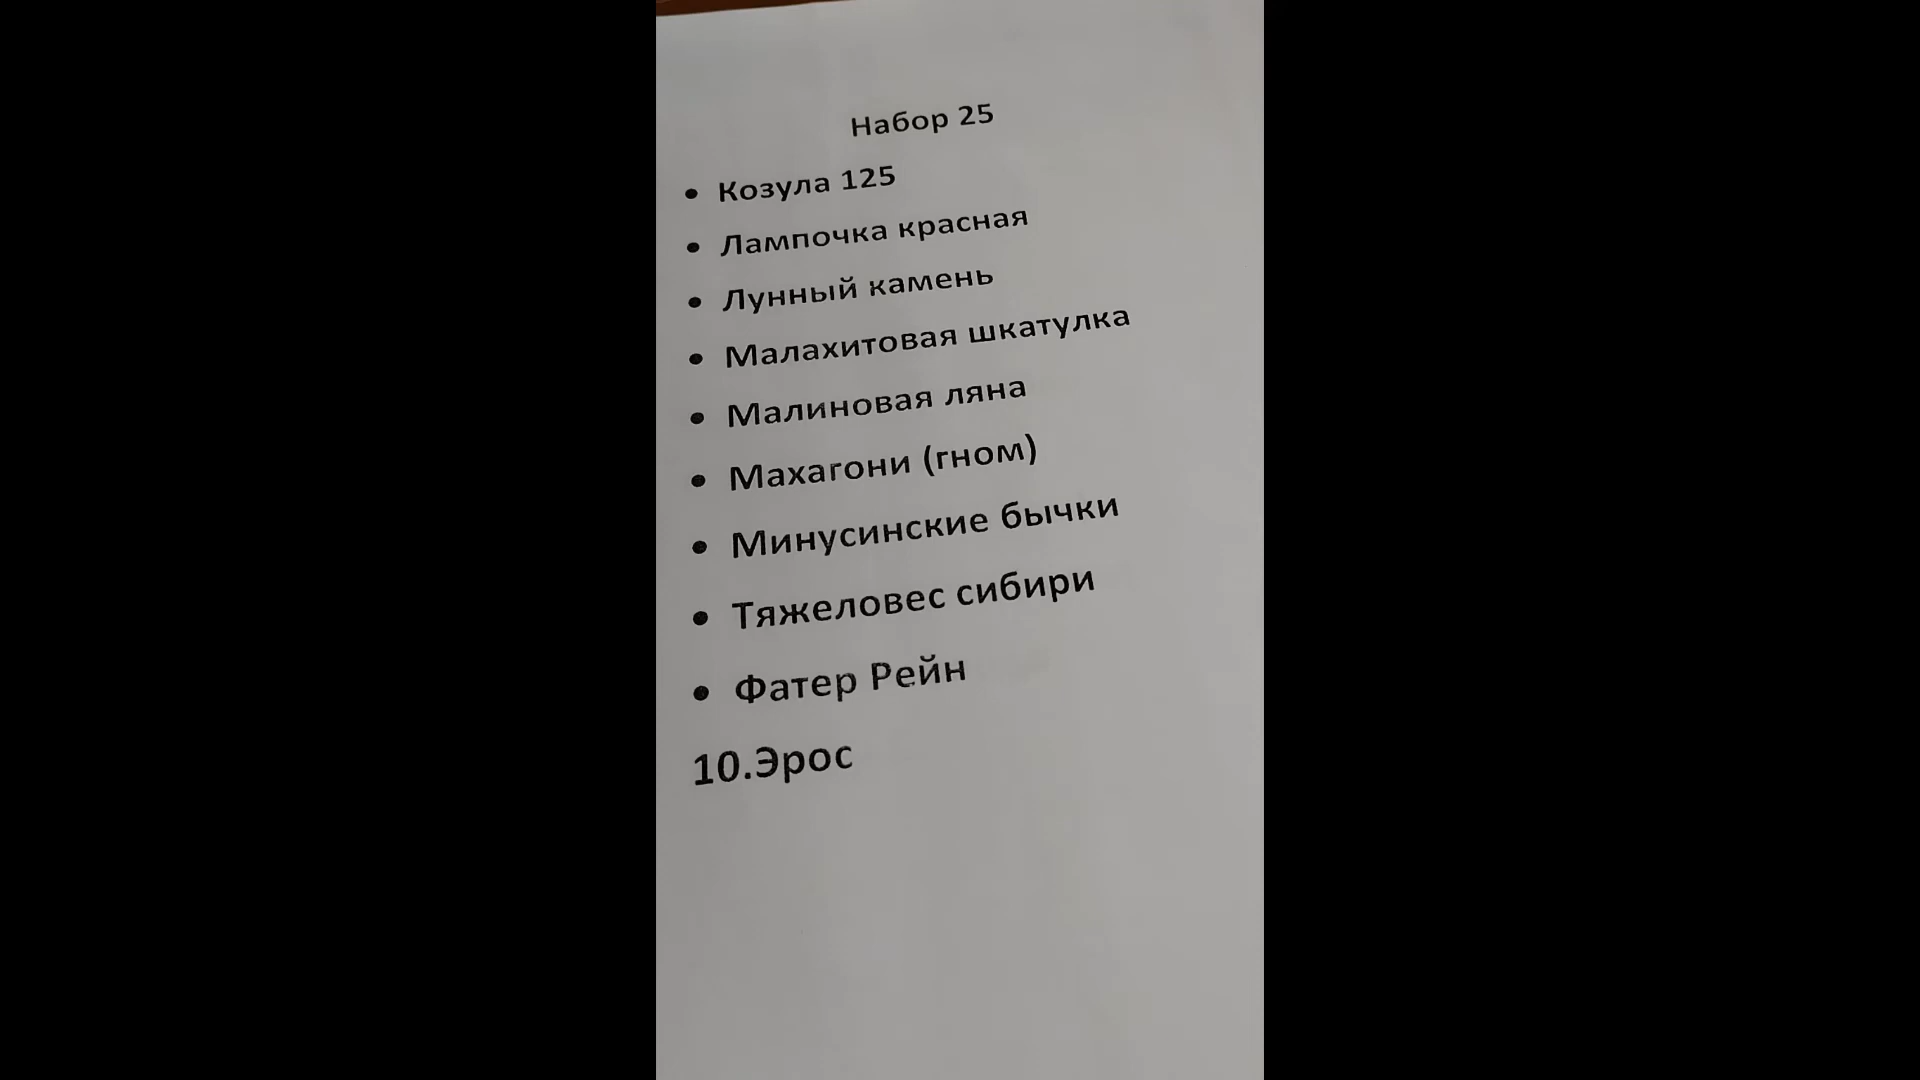 Набор 25
• Козула 125
• Лампочка красная
• Лунный камень
• Малахитовая шкатулка
• Малиновая ляна
• Махагони (гном)
• Минусинские бычки
• Тяжеловес сибири
• Фатер Рейн
10.Эрос